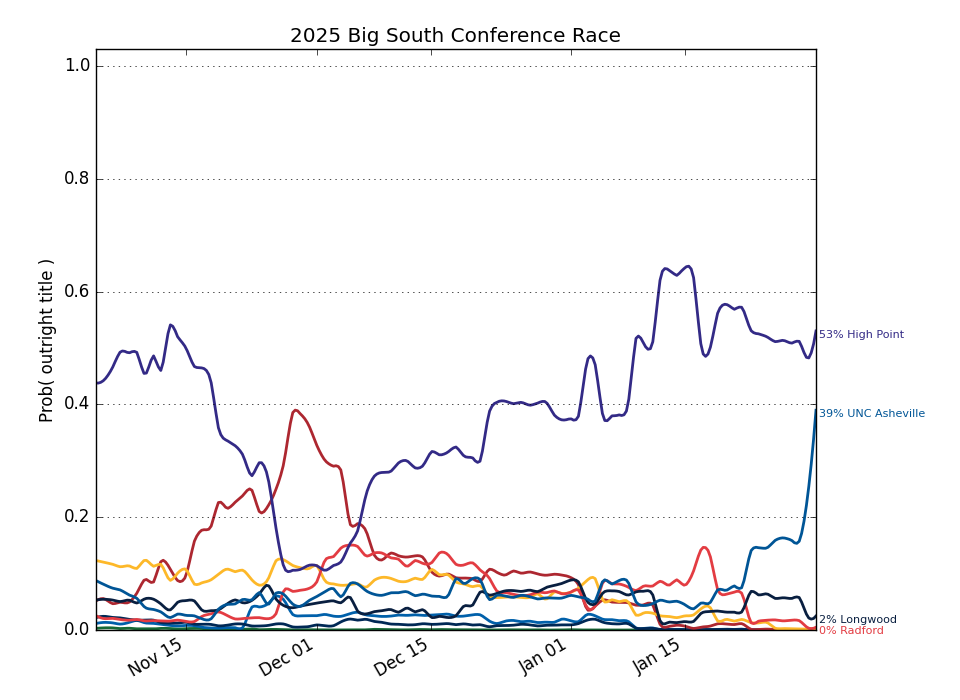 2025 Big South Conference Race
Prob( outright title )
1.0
0.8
0.6
0.4
0.2
0.0
53% High Point
39% UNC Asheville
2% Longwood
0% Radford
Nov 15
Dec 01
Dec 15
Jan 01
Jan 15